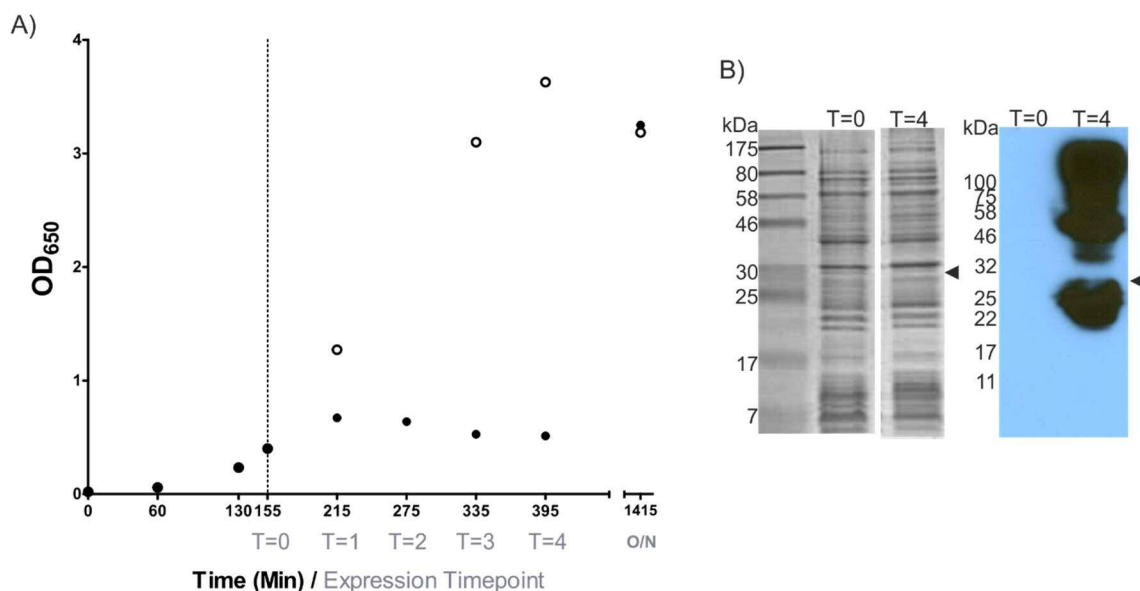 A)
4
3
2
1
0
OD650
0 60 130 155 215 275 335 395 1415
T=0 T=1 T=2 T=3 T=4 O/N
Time (Min) / Expression Timepoint
B)
kDa T=0 T=4
175
80
58
46
30
25
17
7
kDa T=0 T=4
100
75
58
46
32
25
22
17
11